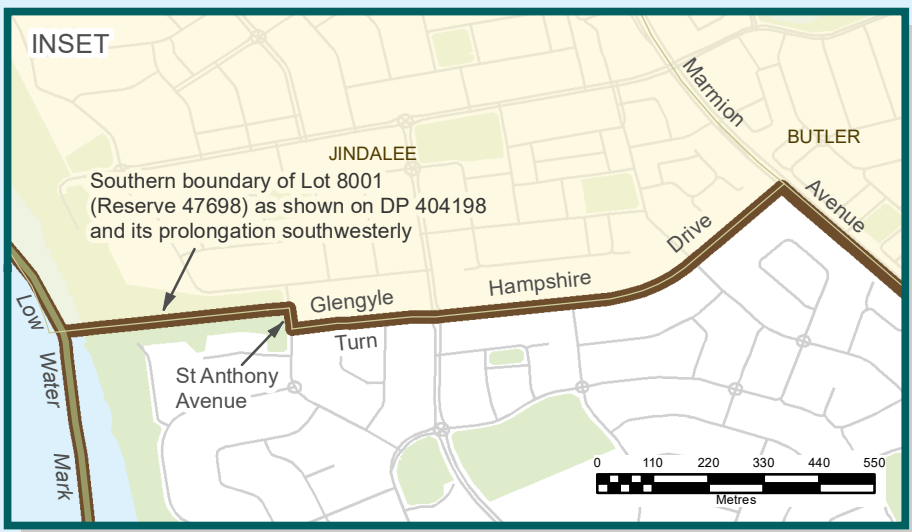 INSET
Marmion
BUTLER
JINDALEE
Southern boundary of Lot 8001
(Reserve 47698) as shown on DP 404198
and its prolongation southwesterly
Avenue
Drive
Hampshire
Glengyle
Turn
Low
Water
Mark
St Anthony
Avenue
0 110 220 330 440 550
Metres